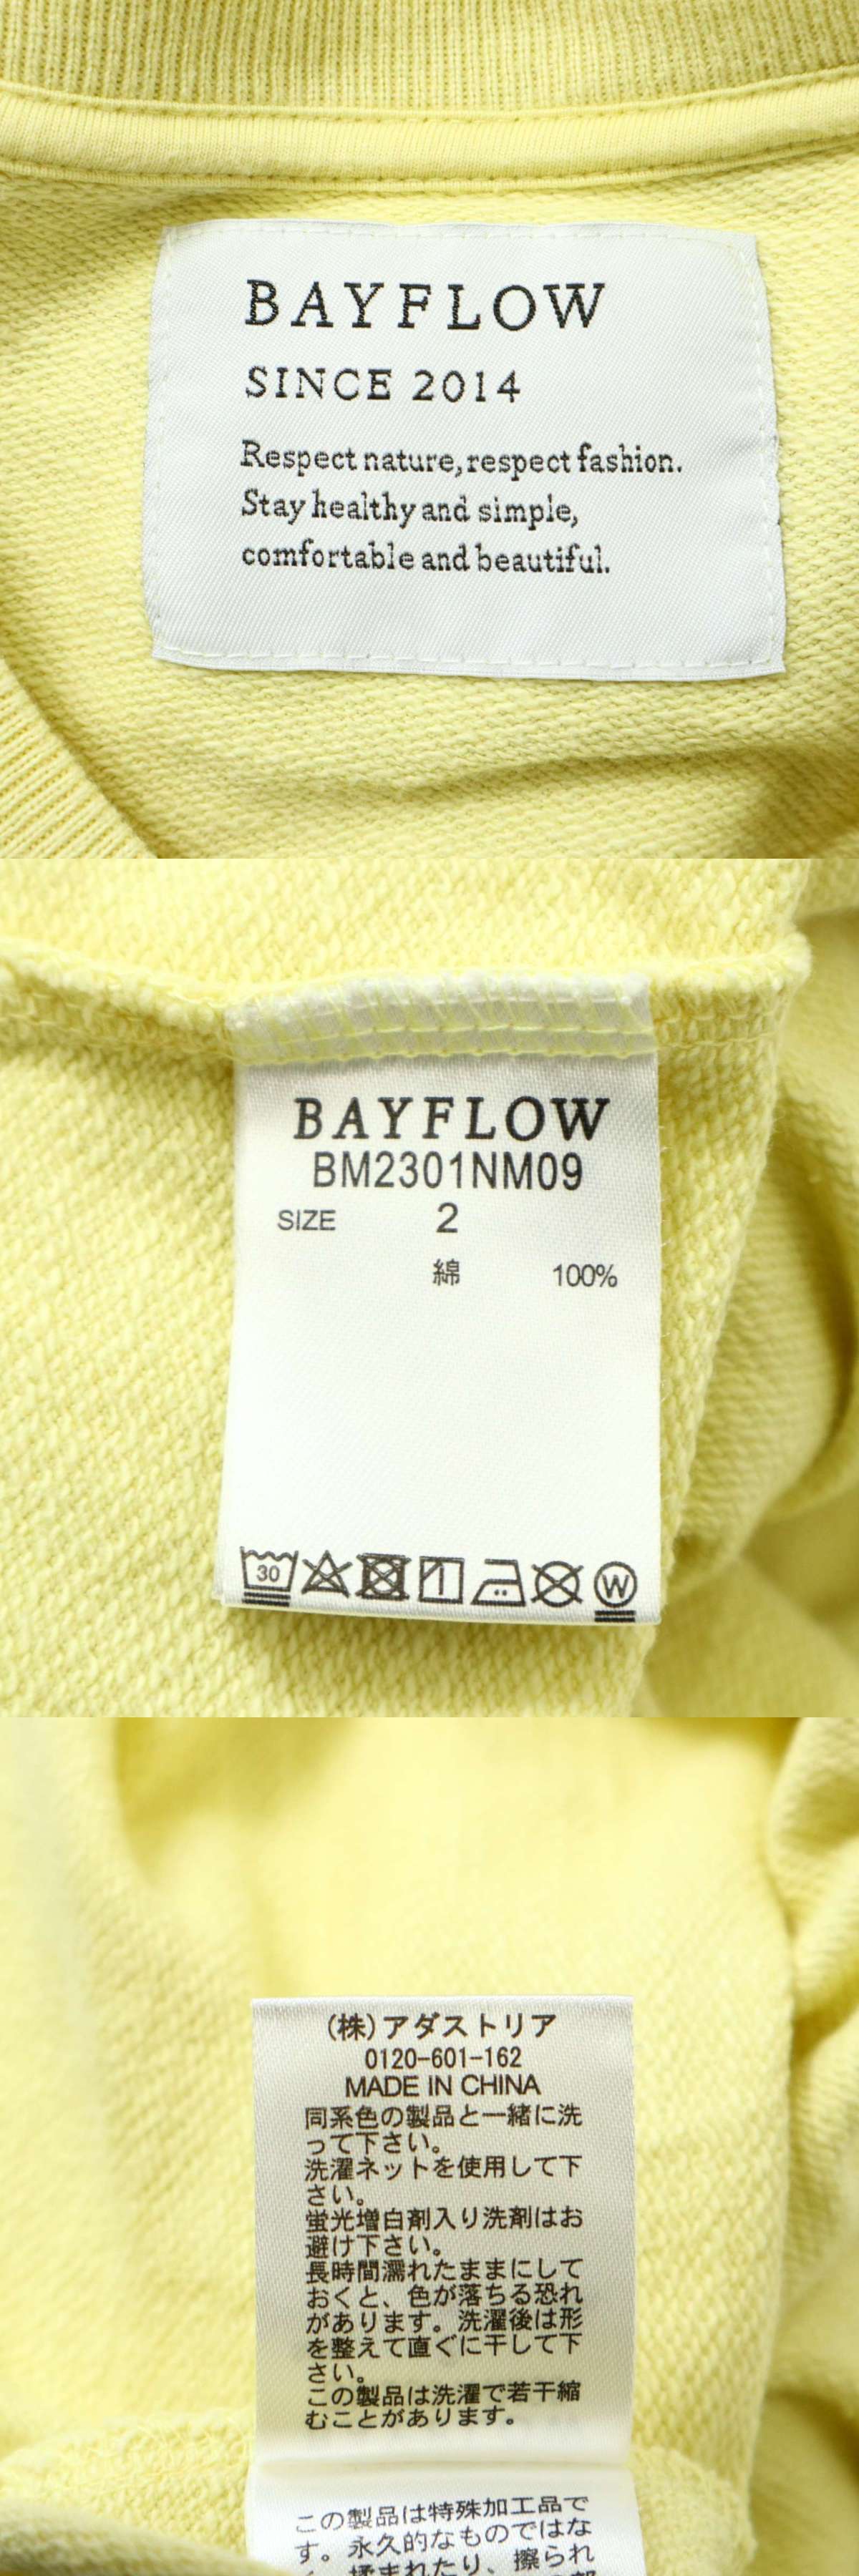 BAYFLOW
SINCE 2014
Respect nature, respect fashion.
Stay healthy and simple,
comfortable and beautiful.
BAYFLOW
BM2301NM09
SIZE 2
綿 100%
30
W
(株)アダストリア
0120-601-162
MADE IN CHINA
同系色の製品と一緒に洗
って下さい。
洗濯ネットを使用して下
さい。
蛍光増白剤入り洗剤はお
避け下さい。
長時間濡れたままにして
おくと、色が落ちる恐れ
があります。洗濯後は形
を整えて直ぐに干して下
さい。
この製品は洗濯で若干縮
むことがあります。
この製品は特殊加工品で
す。永久的なものではな
揉まれたり、擦られ